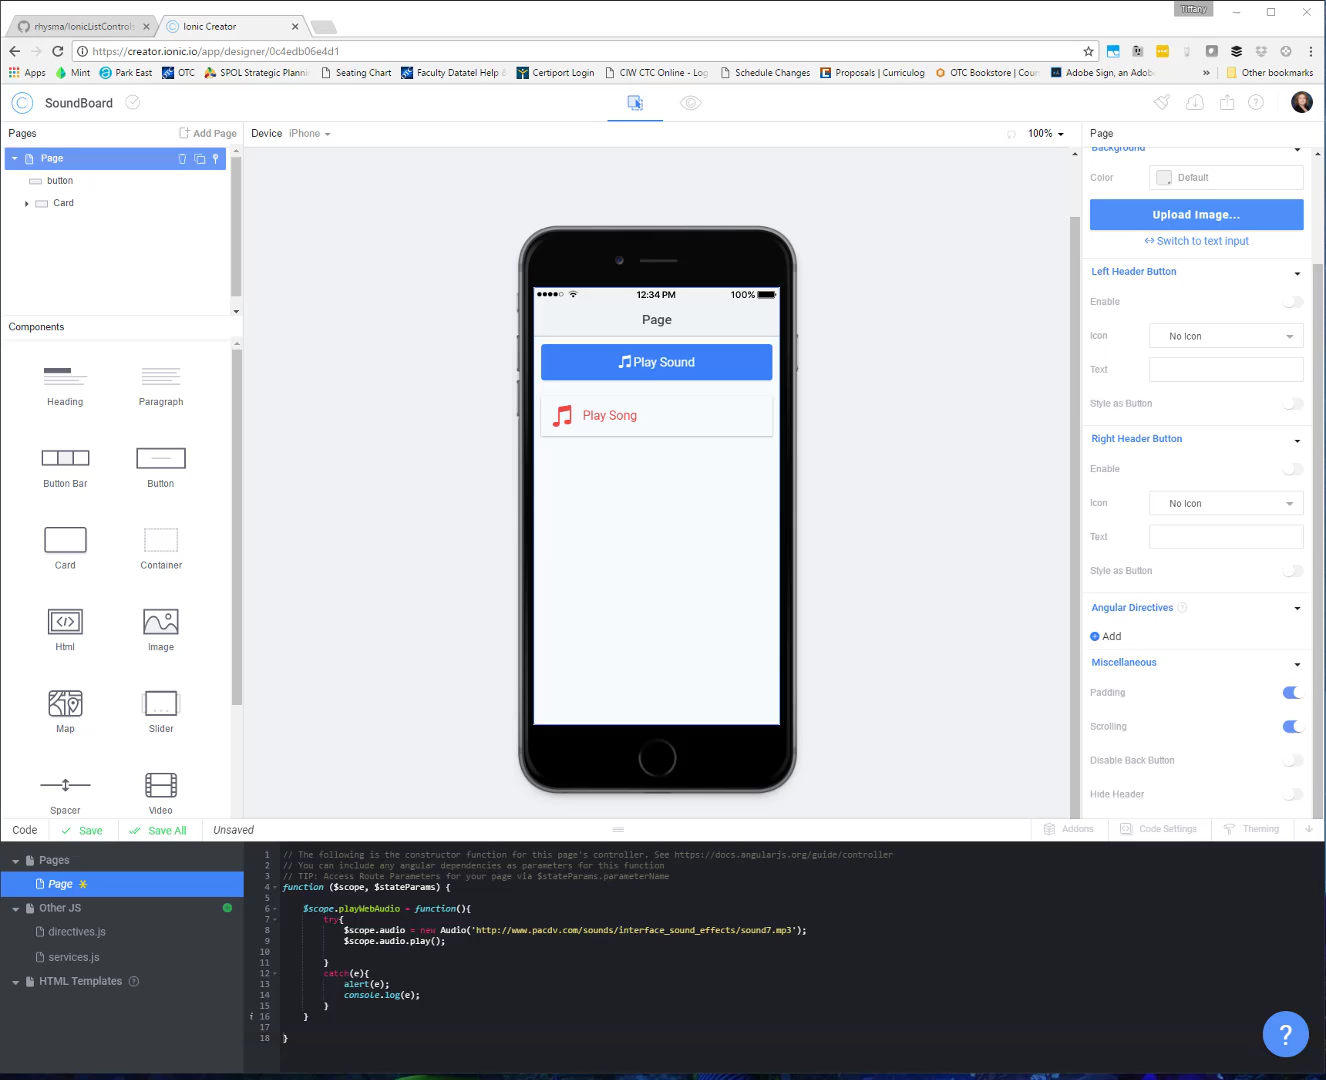 Tiffany
rhysma/IonicListControls
Ionic Creator
https://creator.ionic.io/app/designer/0c4edb06e4d1
Apps
Mint
Park East
OTC
SPOL Strategic Plannin
Seating Chart
Faculty Datatel Help &
Certiport Login
CIW CTC Online - Log
Schedule Changes
Proposals | Curriculog
OTC Bookstore | Cour
Adobe Sign, an Adob
»
Other bookmarks
SoundBoard
Pages
Add Page
Device
iPhone
100%
Page
Page
button
Card
Components
Heading
Paragraph
Button Bar
Button
Card
Container
Html
Image
Map
Slider
Spacer
Video
12:34 PM
100%
Page
Play Sound
Play Song
Background
Color
Default
Upload Image...
Switch to text input
Left Header Button
Enable
Icon
No Icon
Text
Style as Button
Right Header Button
Enable
Icon
No Icon
Text
Style as Button
Angular Directives
Add
Miscellaneous
Padding
Scrolling
Disable Back Button
Hide Header
Code
Save
Save All
Unsaved
Addons
Code Settings
Theming
Pages
Page
Other JS
directives.js
services.js
HTML Templates
1 // The following is the constructor function for this page's controller. See https://docs.angularjs.org/guide/controller
2 // You can include any angular dependencies as parameters for this function
3 // TIP: Access Route Parameters for your page via $stateParams.parameterName
4 function ($scope, $stateParams) {
5
6 $scope.playWebAudio = function(){
7 try{
8 $scope.audio = new Audio('http://www.pacdv.com/sounds/interface_sound_effects/sound7.mp3');
9 $scope.audio.play();
10
11 }
12 catch(e){
13 alert(e);
14 console.log(e);
15 }
16 }
17
18 }
?